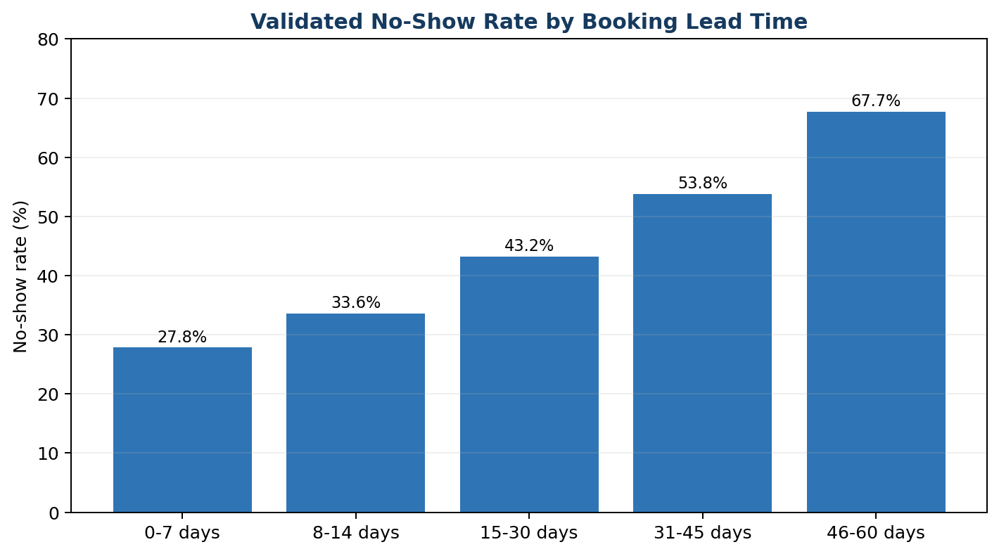 Validated No-Show Rate by Booking Lead Time
80
70
60
50
40
30
20
10
0
No-show rate (%)
27.8%
33.6%
43.2%
53.8%
67.7%
0-7 days
8-14 days
15-30 days
31-45 days
46-60 days